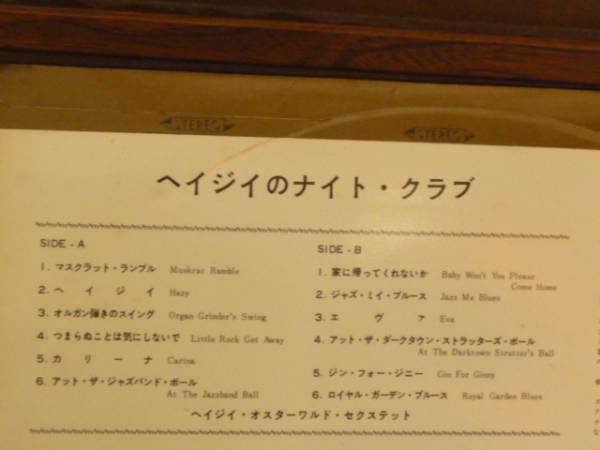 STEREO STEREO
ヘイジイのナイト・クラブ
SIDE - A
1. マスクラット・ランブル Muskrat Ramble
2. ヘイジイ Hazy
3. オルガン弾きのスイング Organ Grinder's Swing
4. つまらぬことは気にしないで Little Rock Get Away
5. カリーナ Carina
6. アット・ザ・ジャズバンド・ボール
At The Jazzband Ball
SIDE - B
1.家に帰ってくれないか Baby Won't You Please
Come Home
2. ジャズ・ミイ・ブルース Jazz Me Blues
3. エヴァ Eva
4. アット・ザ・ダークタウン・ストラッターズ・ボール
At The Darktown Strutter's Ball
5. ジン・フォー・ジニー Gin For Ginny
6. ロイヤル・ガーデン・ブルース Royal Garden Blues
ヘイジイ・オスターワルド・セクステット